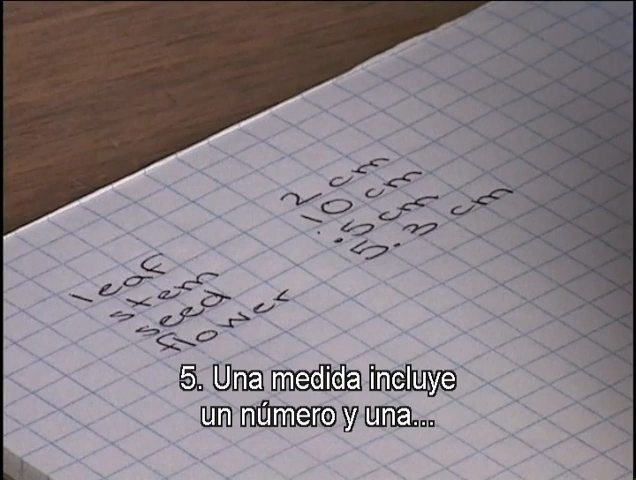 leaf 2 cm
stem 10 cm
seed .5 cm
flower 5.3 cm
5. Una medida incluye
un número y una...